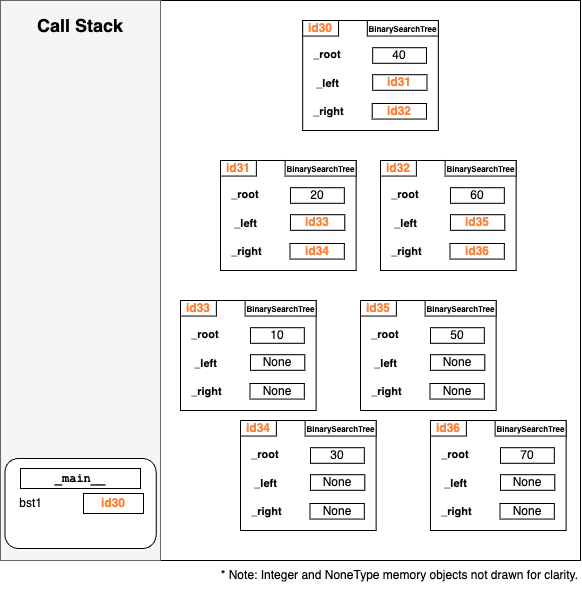 Call Stack
id30 BinarySearchTree
_root 40
_left id31
_right id32
id31 BinarySearchTree
_root 20
_left id33
_right id34
id32 BinarySearchTree
_root 60
_left id35
_right id36
id33 BinarySearchTree
_root 10
_left None
_right None
id35 BinarySearchTree
_root 50
_left None
_right None
id34 BinarySearchTree
_root 30
_left None
_right None
id36 BinarySearchTree
_root 70
_left None
_right None
_main__
bst1 id30
* Note: Integer and NoneType memory objects not drawn for clarity.